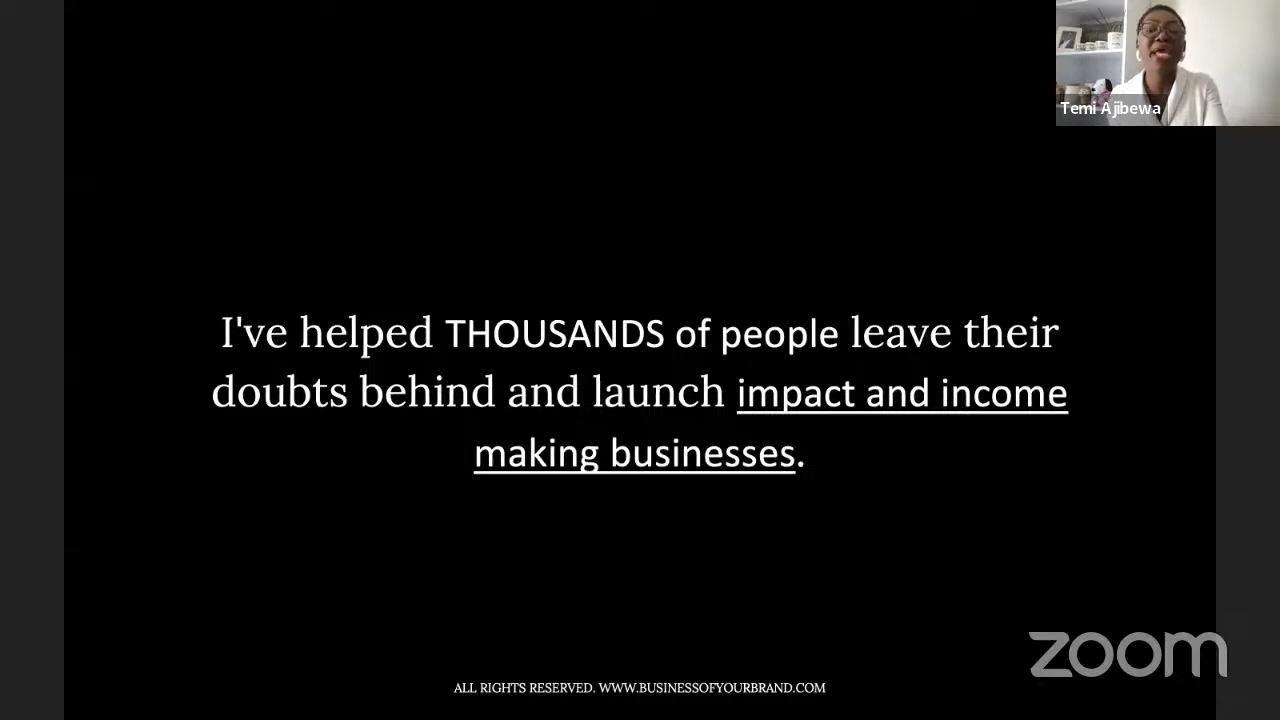 Temi Ajibewa
I've helped THOUSANDS of people leave their
doubts behind and launch impact and income
making businesses.
zoom
ALL RIGHTS RESERVED. WWW.BUSINESSOFYOURBRAND.COM